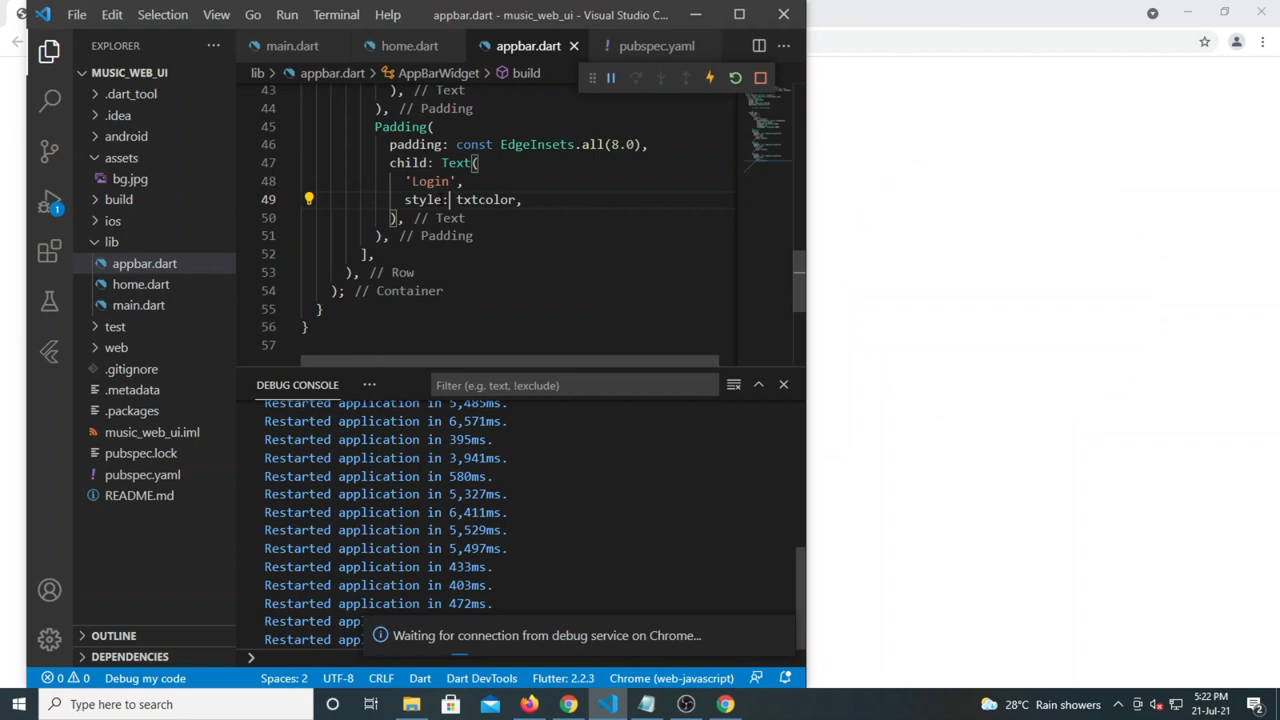 File Edit Selection View Go Run Terminal Help appbar.dart - music_web_ui - Visual Studio C...
EXPLORER
MUSIC_WEB_UI
.dart_tool
.idea
android
assets
bg.jpg
build
ios
lib
appbar.dart
home.dart
main.dart
test
web
.gitignore
.metadata
.packages
music_web_ui.iml
pubspec.lock
pubspec.yaml
README.md
OUTLINE
DEPENDENCIES
1
main.dart home.dart appbar.dart ! pubspec.yaml
lib > appbar.dart > AppBarWidget > build
43 ), // Text
44 ), // Padding
45 Padding(
46 padding: const EdgeInsets.all(8.0),
47 child: Text(
48 'Login',
49 style: txtcolor,
50 ), // Text
51 ), // Padding
52 ],
53 ), // Row
54 ); // Container
55 }
56 }
57
DEBUG CONSOLE
Filter (e.g. text, !exclude)
Restarted application in 5,485ms.
Restarted application in 6,571ms.
Restarted application in 395ms.
Restarted application in 3,941ms.
Restarted application in 580ms.
Restarted application in 5,327ms.
Restarted application in 6,411ms.
Restarted application in 5,529ms.
Restarted application in 5,497ms.
Restarted application in 433ms.
Restarted application in 403ms.
Restarted application in 472ms.
Restarted
Restarted
Waiting for connection from debug service on Chrome...
0 0 Debug my code Spaces: 2 UTF-8 CRLF Dart Dart DevTools Flutter: 2.2.3 Chrome (web-javascript)
Type here to search
28°C Rain showers
5:22 PM
21-Jul-21
2